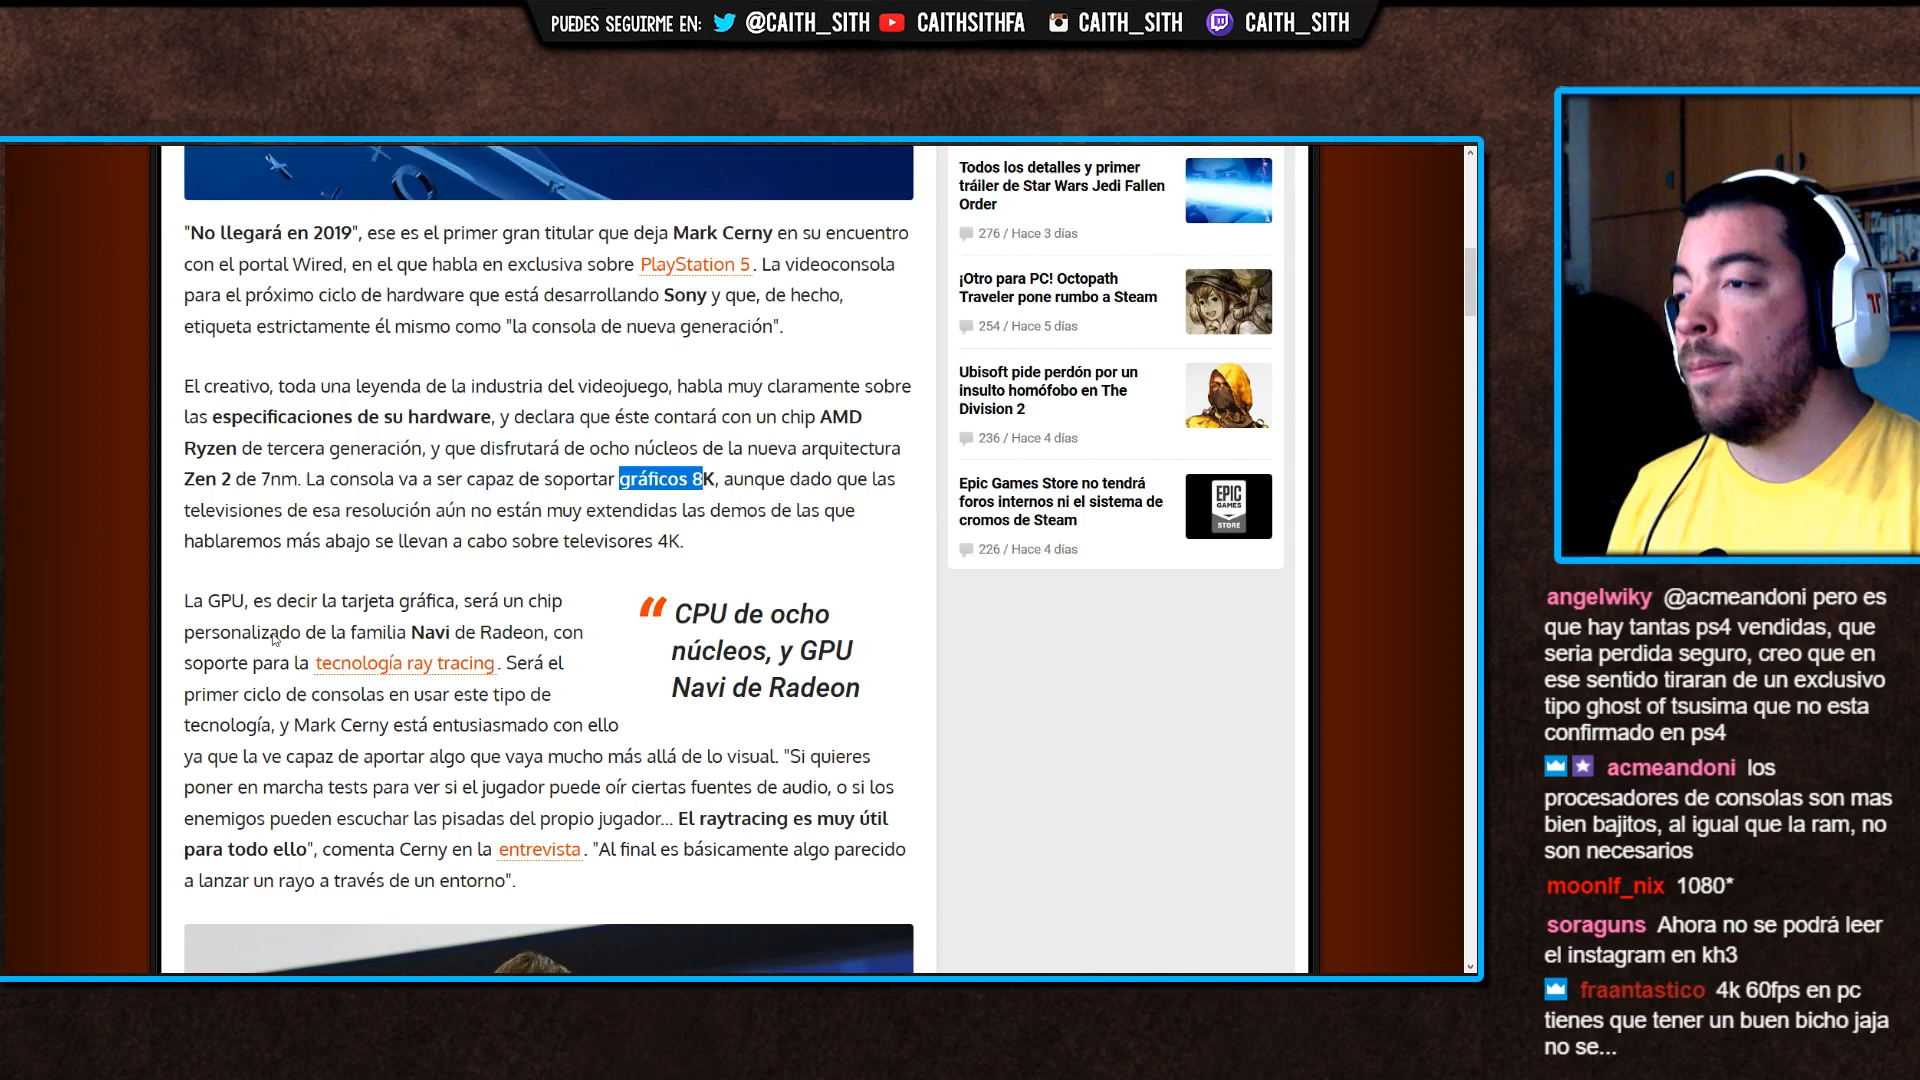 PUEDES SEGUIRME EN: @CAITH_SITH CAITHSITHFA CAITH_SITH CAITH_SITH
"No llegará en 2019", ese es el primer gran titular que deja Mark Cerny en su encuentro
con el portal Wired, en el que habla en exclusiva sobre PlayStation 5. La videoconsola
para el próximo ciclo de hardware que está desarrollando Sony y que, de hecho,
etiqueta estrictamente él mismo como "la consola de nueva generación".
El creativo, toda una leyenda de la industria del videojuego, habla muy claramente sobre
las especificaciones de su hardware, y declara que éste contará con un chip AMD
Ryzen de tercera generación, y que disfrutará de ocho núcleos de la nueva arquitectura
Zen 2 de 7nm. La consola va a ser capaz de soportar gráficos 8K, aunque dado que las
televisiones de esa resolución aún no están muy extendidas las demos de las que
hablaremos más abajo se llevan a cabo sobre televisores 4K.
La GPU, es decir la tarjeta gráfica, será un chip
personalizado de la familia Navi de Radeon, con
soporte para la tecnología ray tracing. Será el
primer ciclo de consolas en usar este tipo de
tecnología, y Mark Cerny está entusiasmado con ello
ya que la ve capaz de aportar algo que vaya mucho más allá de lo visual. "Si quieres
poner en marcha tests para ver si el jugador puede oír ciertas fuentes de audio, o si los
enemigos pueden escuchar las pisadas del propio jugador... El raytracing es muy útil
para todo ello", comenta Cerny en la entrevista. "Al final es básicamente algo parecido
a lanzar un rayo a través de un entorno".
“ CPU de ocho
núcleos, y GPU
Navi de Radeon
Todos los detalles y primer
tráiler de Star Wars Jedi Fallen
Order
276 / Hace 3 días
¡Otro para PC! Octopath
Traveler pone rumbo a Steam
254 / Hace 5 días
Ubisoft pide perdón por un
insulto homófobo en The
Division 2
236 / Hace 4 días
Epic Games Store no tendrá
foros internos ni el sistema de
cromos de Steam
226 / Hace 4 días
EPIC
GAMES
STORE
angelwiky @acmeandoni pero es
que hay tantas ps4 vendidas, que
seria perdida seguro, creo que en
ese sentido tiraran de un exclusivo
tipo ghost of tsusima que no esta
confirmado en ps4
acmeandoni los
procesadores de consolas son mas
bien bajitos, al igual que la ram, no
son necesarios
moonlf_nix 1080*
soraguns Ahora no se podrá leer
el instagram en kh3
fraantastico 4k 60fps en pc
tienes que tener un buen bicho jaja
no se...